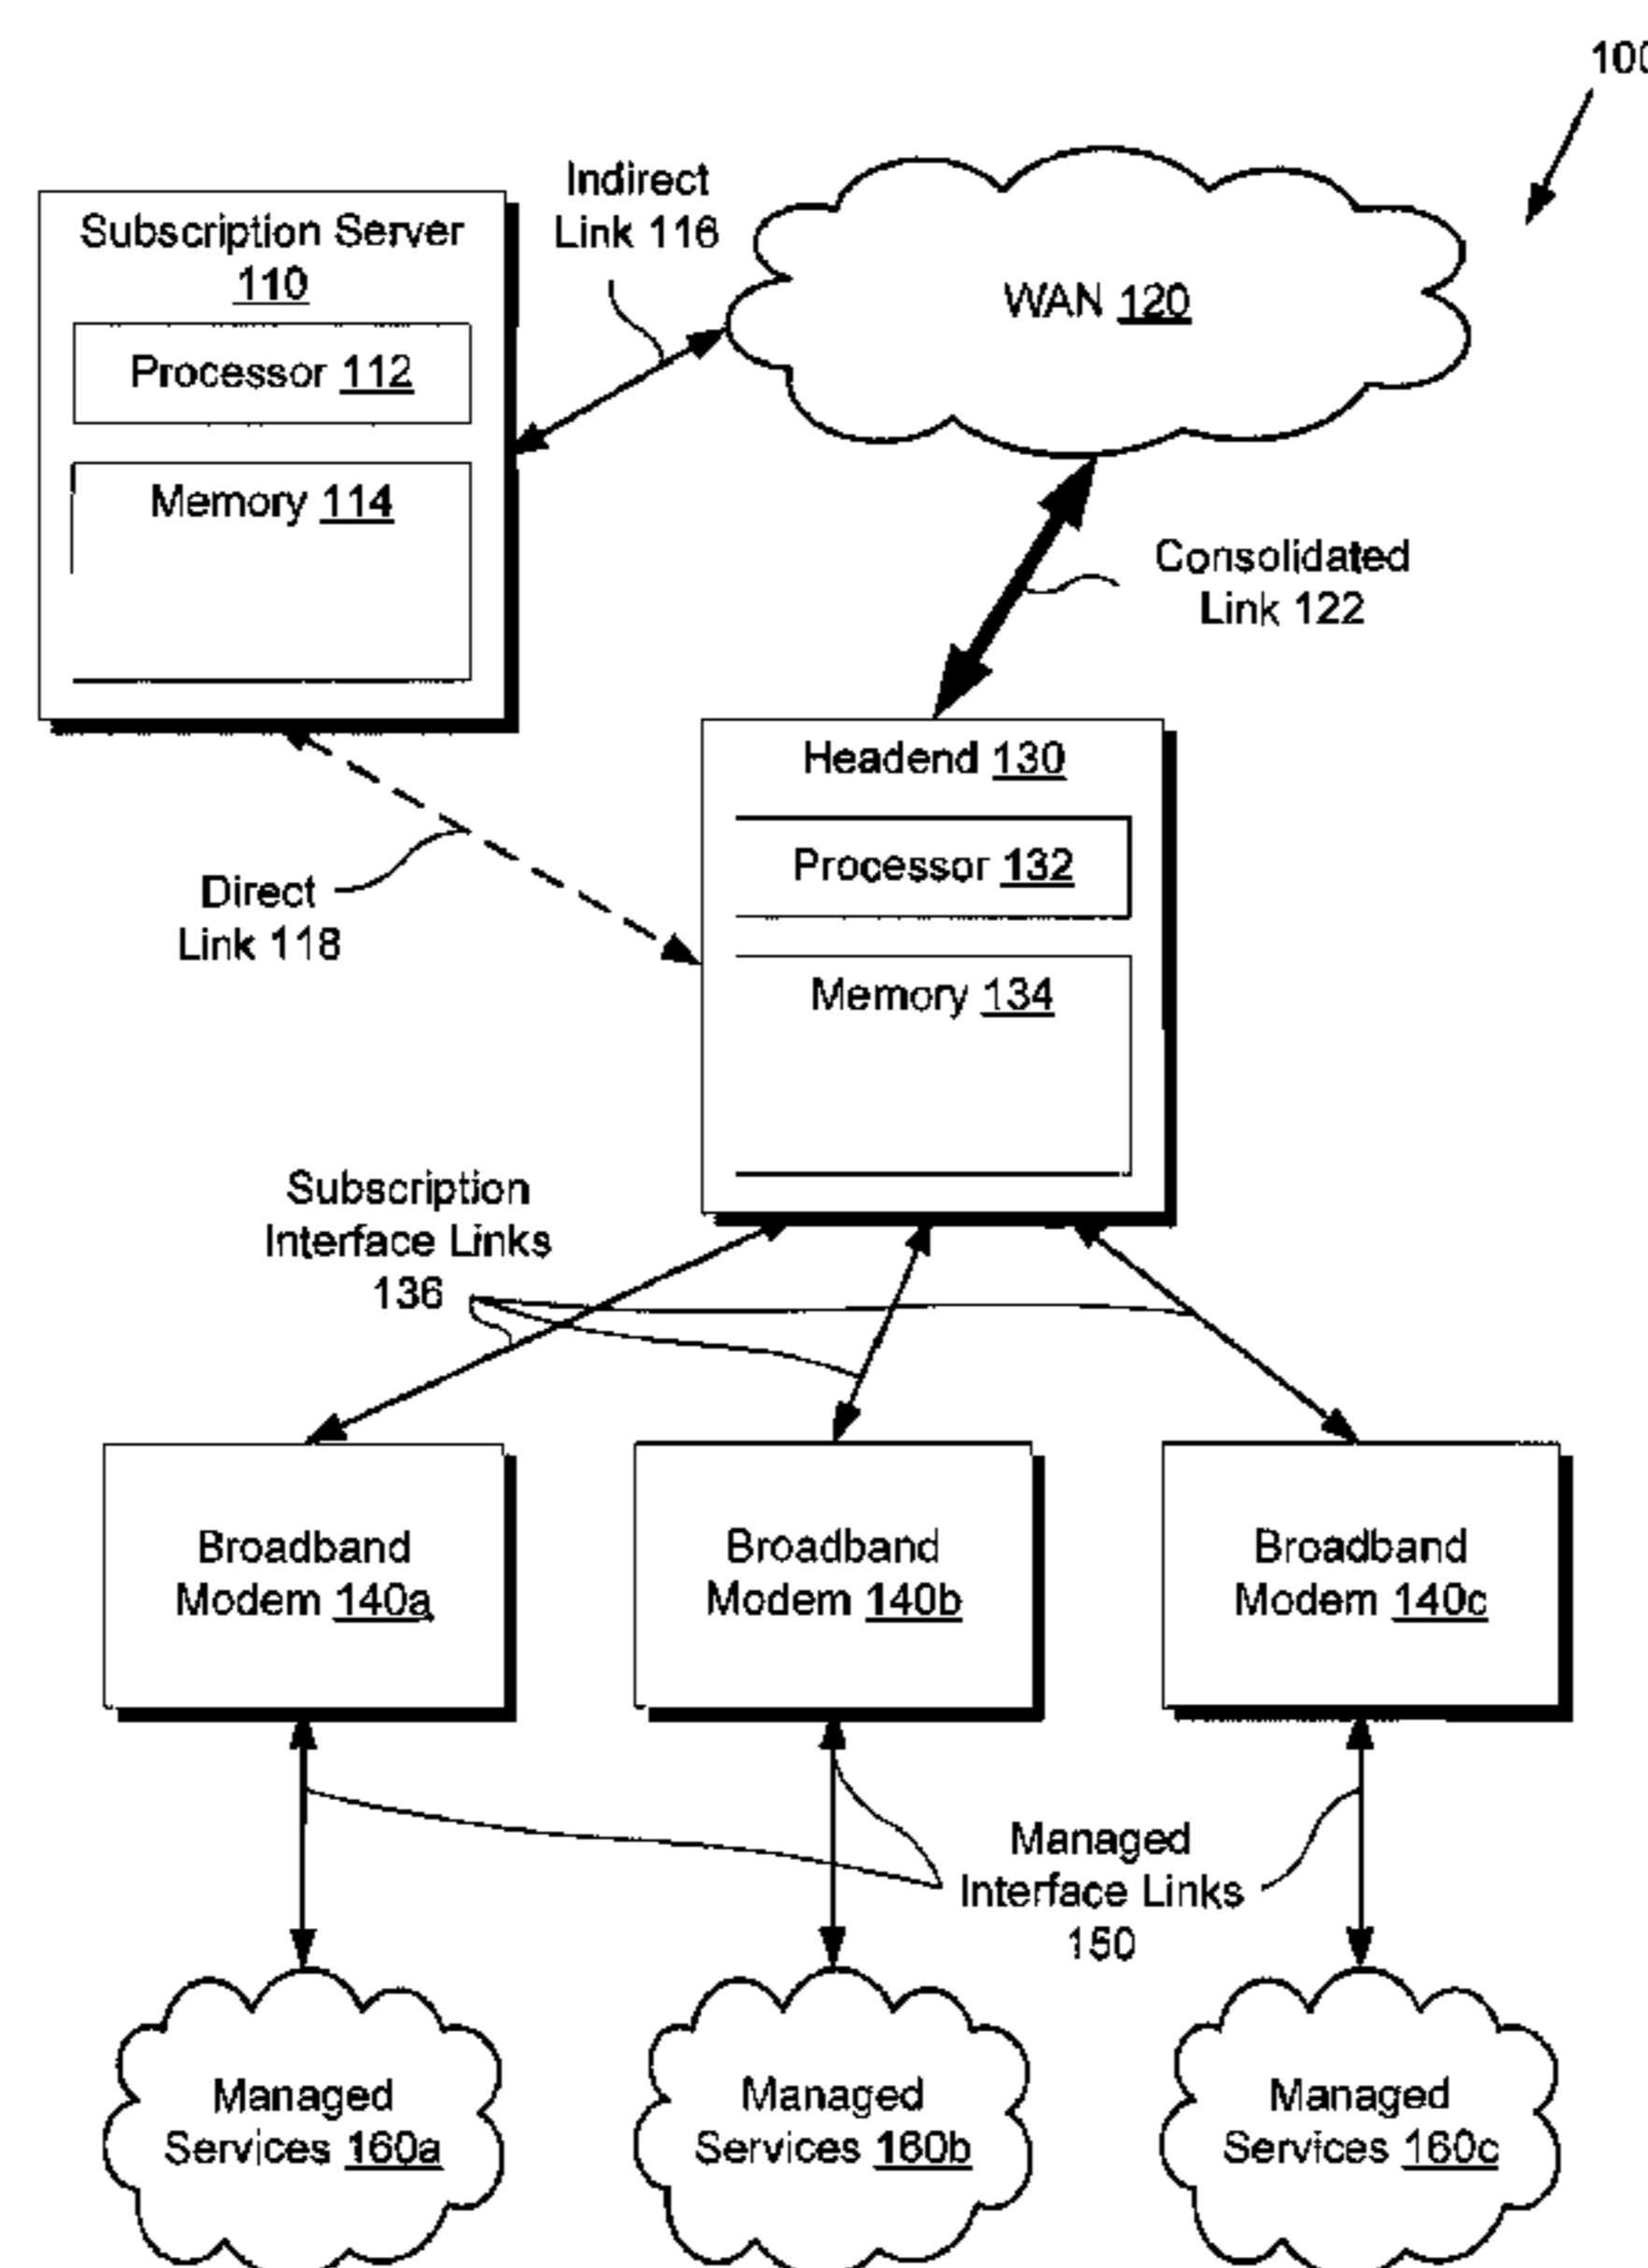 100
Indirect
Link 116
Subscription Server
110
Processor 112
Memory 114
WAN 120
Consolidated
Link 122
Headend 130
Processor 132
Memory 134
Direct
Link 118
Subscription
Interface Links
136
Broadband
Modem 140a
Broadband
Modem 140b
Broadband
Modem 140c
Managed
Interface Links
150
Managed
Services 160a
Managed
Services 160b
Managed
Services 160c